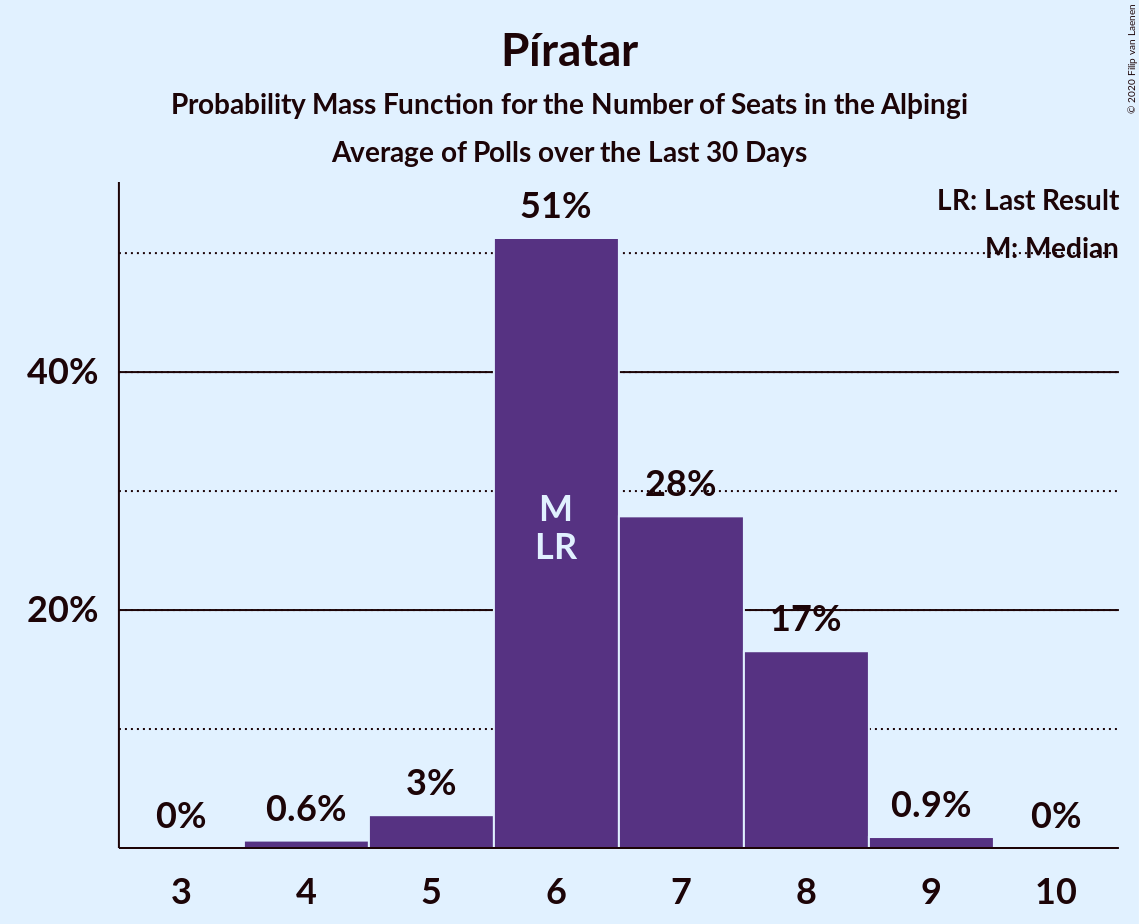 Píratar
Probability Mass Function for the Number of Seats in the Alþingi
Average of Polls over the Last 30 Days
© 2020 Filip van Laenen
LR: Last Result
M: Median
51%
40%
28%
M
LR
20%
17%
3%
0%
0.6%
0.9%
0%
3 4 5 6 7 8 9 10